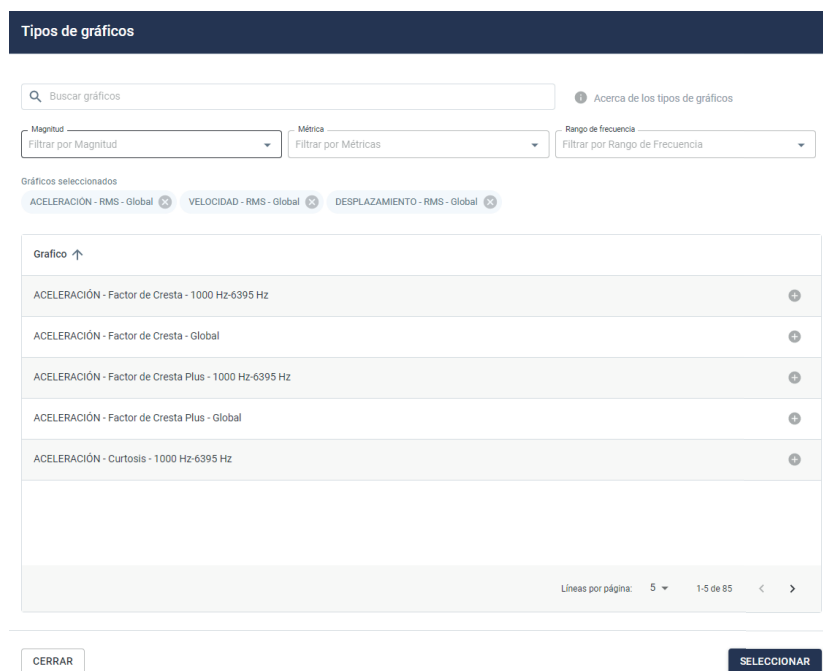 Tipos de gráficos
Buscar gráficos
Acerca de los tipos de gráficos
Magnitud
Filtrar por Magnitud
Métrica
Filtrar por Métricas
Rango de frecuencia
Filtrar por Rango de Frecuencia
Gráficos seleccionados
ACELERACIÓN - RMS - Global
VELOCIDAD - RMS - Global
DESPLAZAMIENTO - RMS - Global
Grafico
ACELERACIÓN - Factor de Cresta - 1000 Hz-6395 Hz
ACELERACIÓN - Factor de Cresta - Global
ACELERACIÓN - Factor de Cresta Plus - 1000 Hz-6395 Hz
ACELERACIÓN - Factor de Cresta Plus - Global
ACELERACIÓN - Curtosis - 1000 Hz-6395 Hz
Líneas por página: 5 1-5 de 85
CERRAR
SELECCIONAR